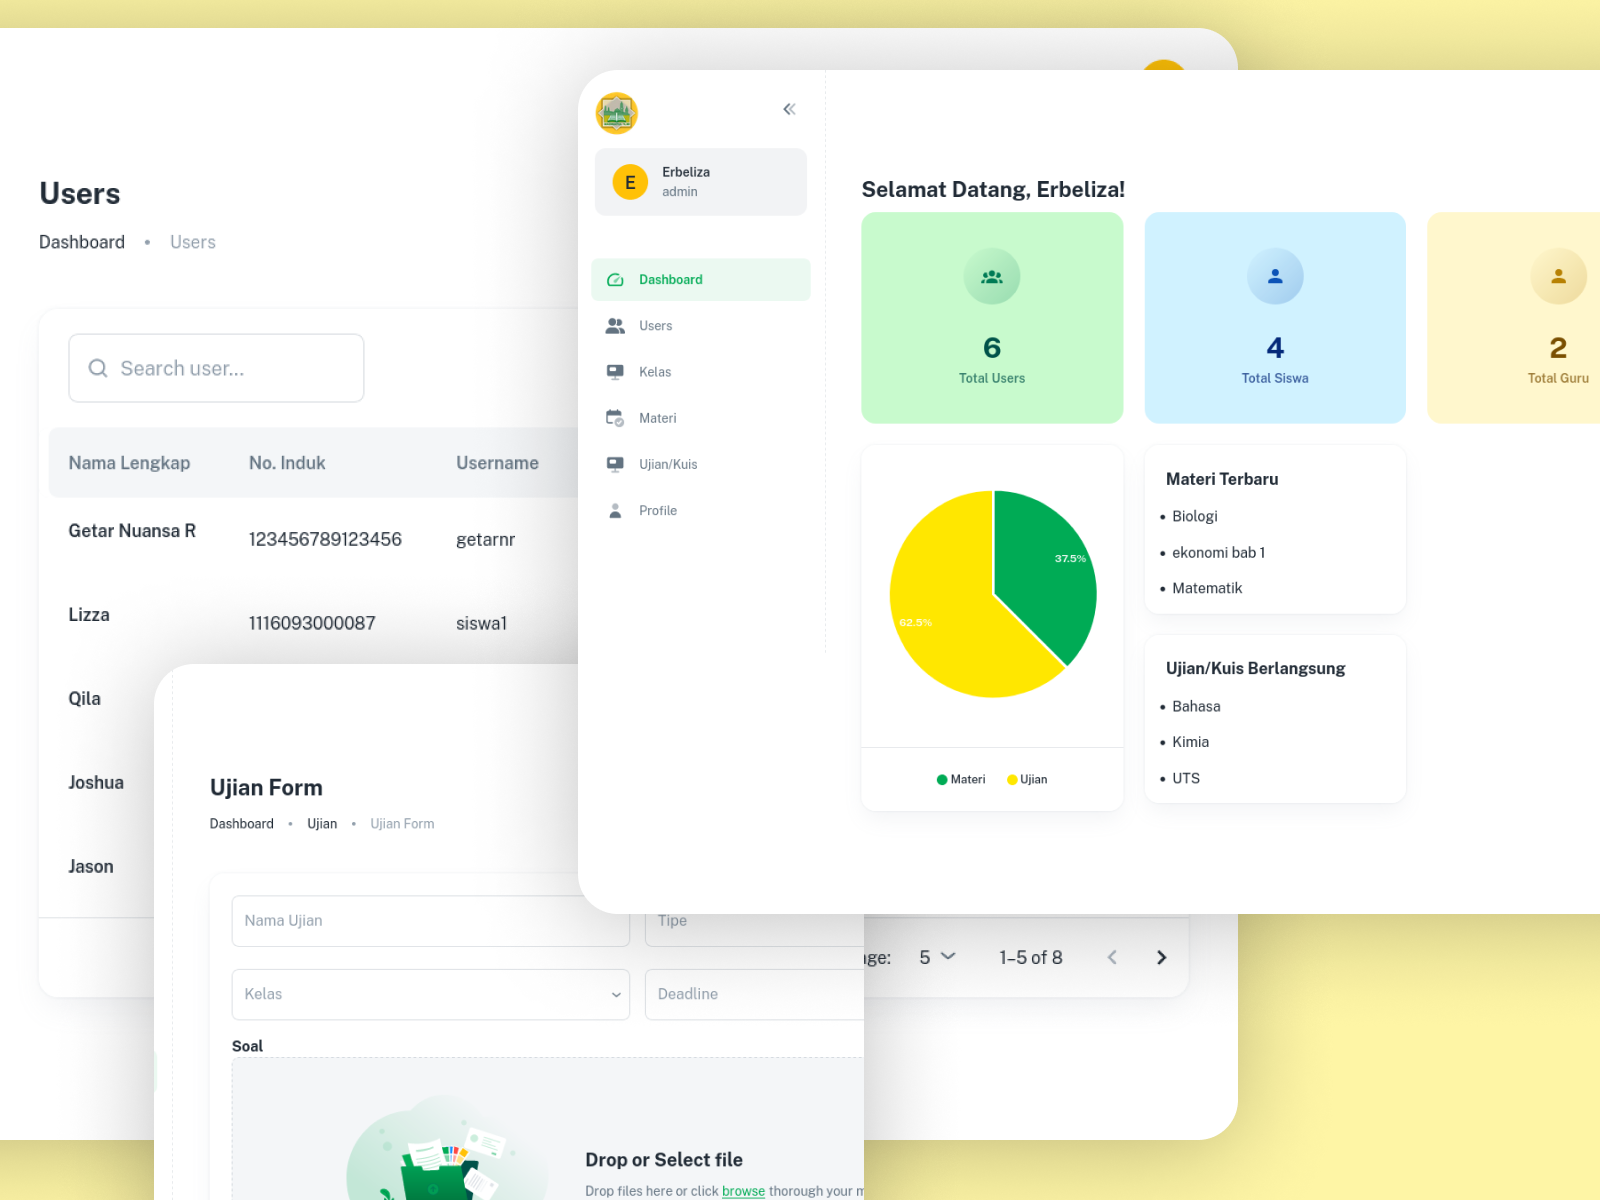 Users
Dashboard • Users
Search user...
Nama Lengkap No. Induk Username
Getar Nuansa R 123456789123456 getarnr
Lizza 1116093000087 siswa1
Qila
Joshua
Jason
5 1–5 of 8
Erbeliza
admin
Dashboard
Users
Kelas
Materi
Ujian/Kuis
Profile
Selamat Datang, Erbeliza!
6
Total Users
4
Total Siswa
2
Total Guru
37.5%
62.5%
Materi Ujian
Materi Terbaru
• Biologi
• ekonomi bab 1
• Matematik
Ujian/Kuis Berlangsung
• Bahasa
• Kimia
• UTS
Ujian Form
Dashboard • Ujian • Ujian Form
Nama Ujian Tipe
Kelas Deadline
Soal
Drop or Select file
Drop files here or click browse thorough your
E